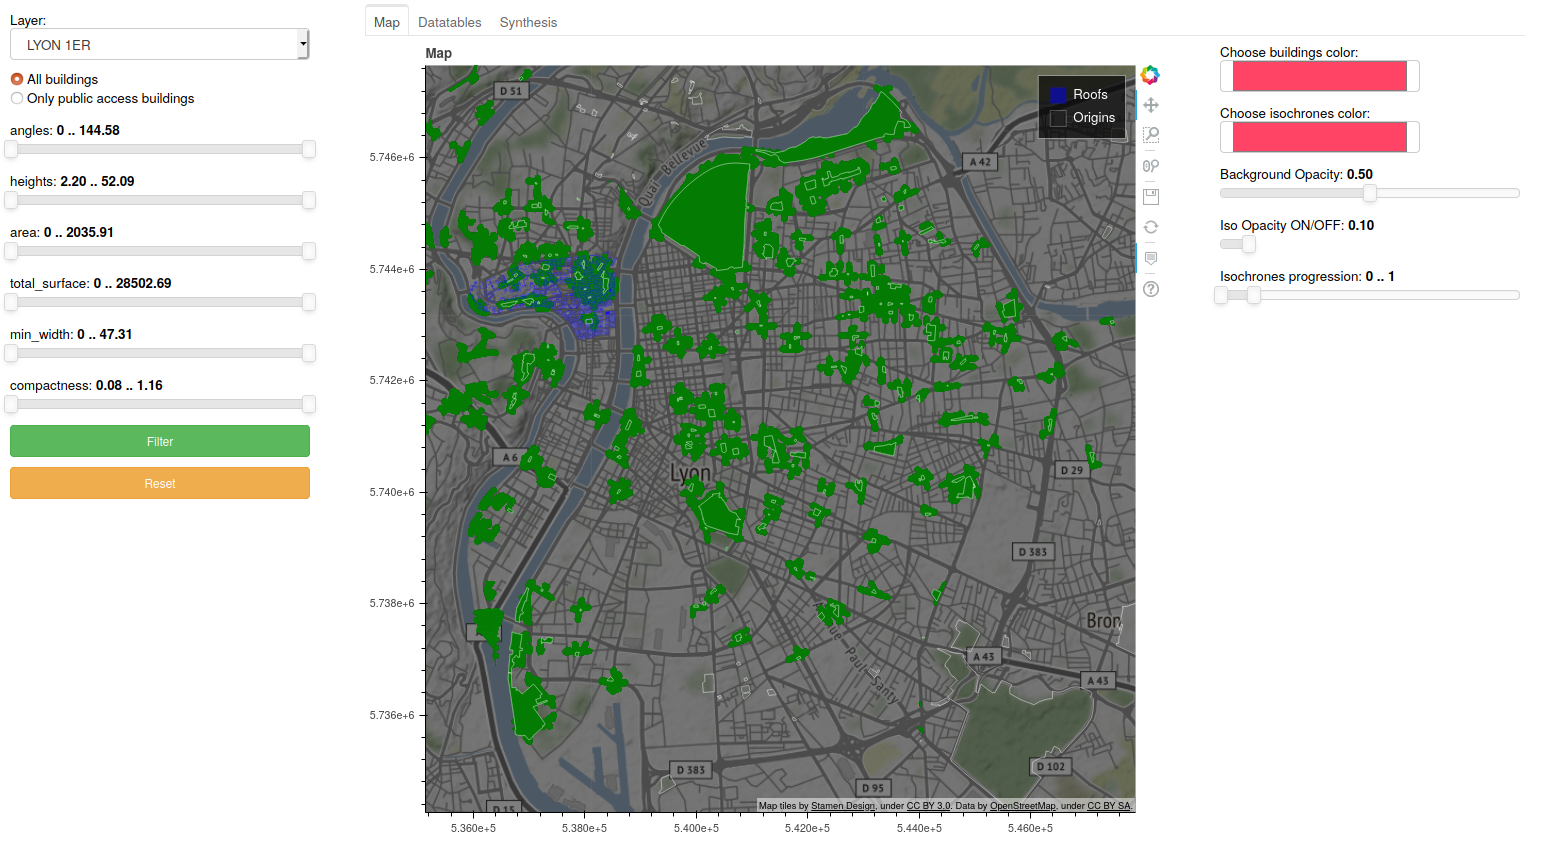 Layer:
LYON 1ER
All buildings
Only public access buildings
angles: 0 .. 144.58
heights: 2.20 .. 52.09
area: 0 .. 2035.91
total_surface: 0 .. 28502.69
min_width: 0 .. 47.31
compactness: 0.08 .. 1.16
Filter
Reset
Map Datatables Synthesis
Map
5.746e+6
5.744e+6
5.742e+6
5.740e+6
5.738e+6
5.736e+6
5.360e+5 5.380e+5 5.400e+5 5.420e+5 5.440e+5 5.460e+5
D 51
Quai Bellevue
A 42
Roofs
Origins
A 6
Lyon
D 29
D 383
Bron
A 43
Paul Santy
A 43
D 383
D 102
D 95
D 15
Map tiles by Stamen Design, under CC BY 3.0. Data by OpenStreetMap, under CC BY SA.
Choose buildings color:
Choose isochrones color:
Background Opacity: 0.50
Iso Opacity ON/OFF: 0.10
Isochrones progression: 0 .. 1